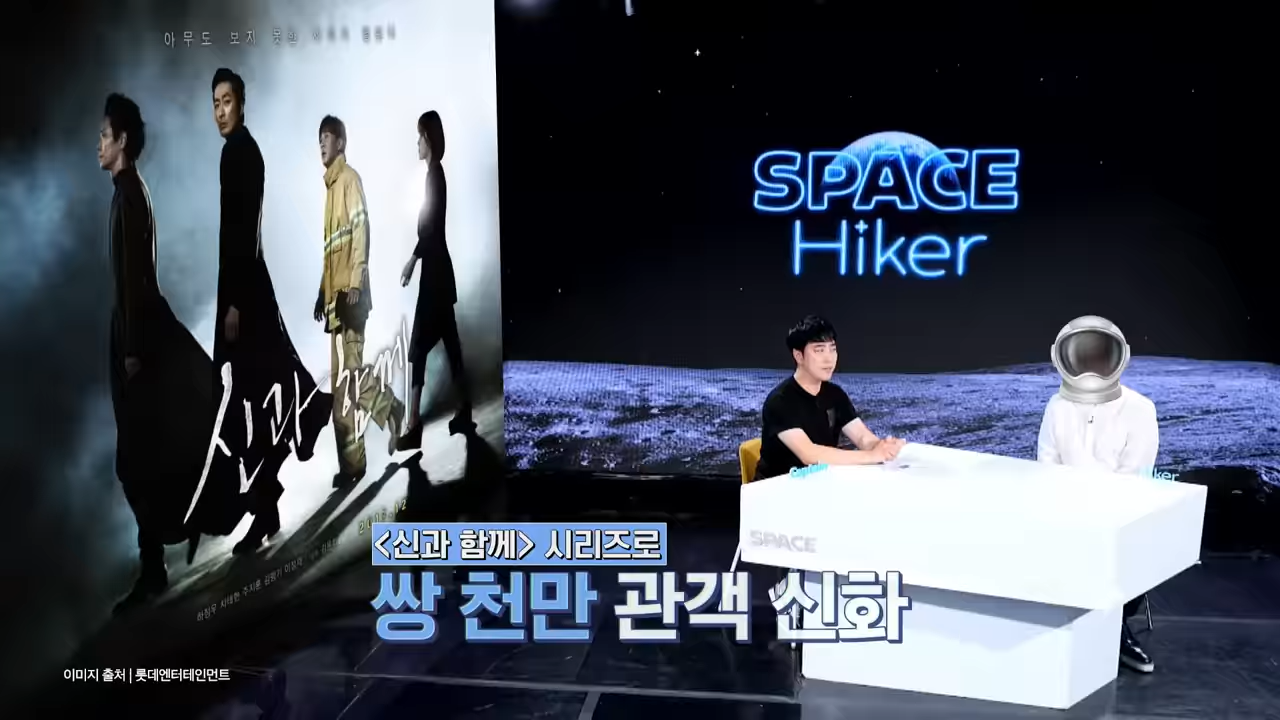 아무도 보지 못한
신과 함께
SPACE
Hiker
Captain
SPACE
<신과 함께> 시리즈로
쌍 천만 관객 신화
이미지 출처 | 롯데엔터테인먼트